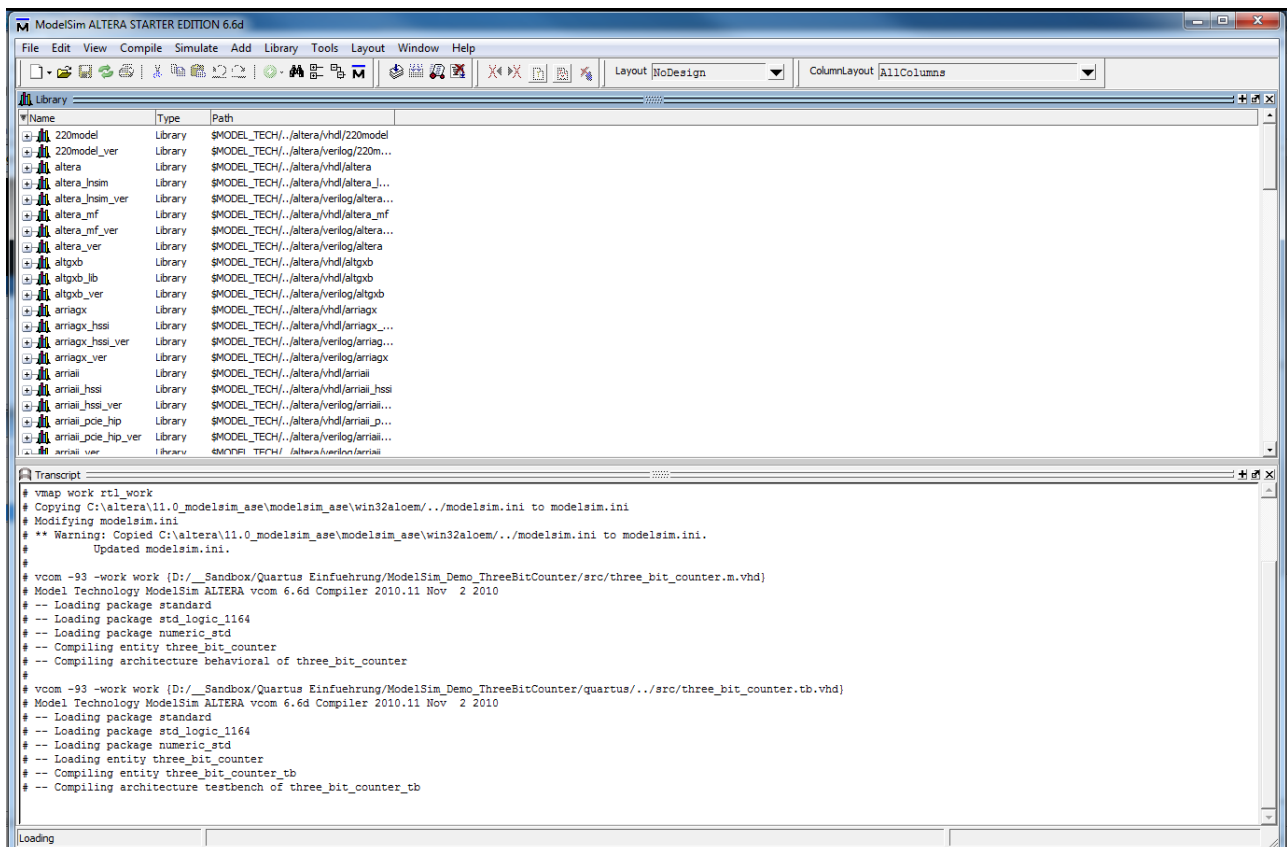 ModelSim ALTERA STARTER EDITION 6.6d
File Edit View Compile Simulate Add Library Tools Layout Window Help
Layout NoDesign ColumnLayout AllColumns
Library
Name Type Path
220model Library $MODEL_TECH/../altera/vhdl/220model
220model_ver Library $MODEL_TECH/../altera/verilog/220m...
altera Library $MODEL_TECH/../altera/vhdl/altera
altera_lnsim Library $MODEL_TECH/../altera/vhdl/altera_l...
altera_lnsim_ver Library $MODEL_TECH/../altera/verilog/altera...
altera_mf Library $MODEL_TECH/../altera/vhdl/altera_mf
altera_mf_ver Library $MODEL_TECH/../altera/verilog/altera...
altera_ver Library $MODEL_TECH/../altera/verilog/altera
altgxb Library $MODEL_TECH/../altera/vhdl/altgxb
altgxb_lib Library $MODEL_TECH/../altera/vhdl/altgxb
altgxb_ver Library $MODEL_TECH/../altera/verilog/altgxb
arriagx Library $MODEL_TECH/../altera/vhdl/arriagx
arriagx_hssi Library $MODEL_TECH/../altera/vhdl/arriagx_...
arriagx_hssi_ver Library $MODEL_TECH/../altera/verilog/arriag...
arriagx_ver Library $MODEL_TECH/../altera/verilog/arriagx
arriaii Library $MODEL_TECH/../altera/vhdl/arriaii
arriaii_hssi Library $MODEL_TECH/../altera/vhdl/arriaii_hssi
arriaii_hssi_ver Library $MODEL_TECH/../altera/verilog/arriaii...
arriaii_pcie_hip Library $MODEL_TECH/../altera/vhdl/arriaii_p...
arriaii_pcie_hip_ver Library $MODEL_TECH/../altera/verilog/arriaii...
arriaii_ver Library $MODEL_TECH/../altera/verilog/arriaii
Transcript
# vmap work rtl_work
# Copying C:\altera\11.0_modelsim_ase\modelsim_ase\win32aloem/../modelsim.ini to modelsim.ini
# Modifying modelsim.ini
# ** Warning: Copied C:\altera\11.0_modelsim_ase\modelsim_ase\win32aloem/../modelsim.ini to modelsim.ini.
# Updated modelsim.ini.
#
# vcom -93 -work work {D:/__Sandbox/Quartus Einfuehrung/ModelSim_Demo_ThreeBitCounter/src/three_bit_counter.m.vhd}
# Model Technology ModelSim ALTERA vcom 6.6d Compiler 2010.11 Nov 2 2010
# -- Loading package standard
# -- Loading package std_logic_1164
# -- Loading package numeric_std
# -- Compiling entity three_bit_counter
# -- Compiling architecture behavioral of three_bit_counter
#
# vcom -93 -work work {D:/__Sandbox/Quartus Einfuehrung/ModelSim_Demo_ThreeBitCounter/quartus/../src/three_bit_counter.tb.vhd}
# Model Technology ModelSim ALTERA vcom 6.6d Compiler 2010.11 Nov 2 2010
# -- Loading package standard
# -- Loading package std_logic_1164
# -- Loading package numeric_std
# -- Loading entity three_bit_counter
# -- Compiling entity three_bit_counter_tb
# -- Compiling architecture testbench of three_bit_counter_tb
Loading